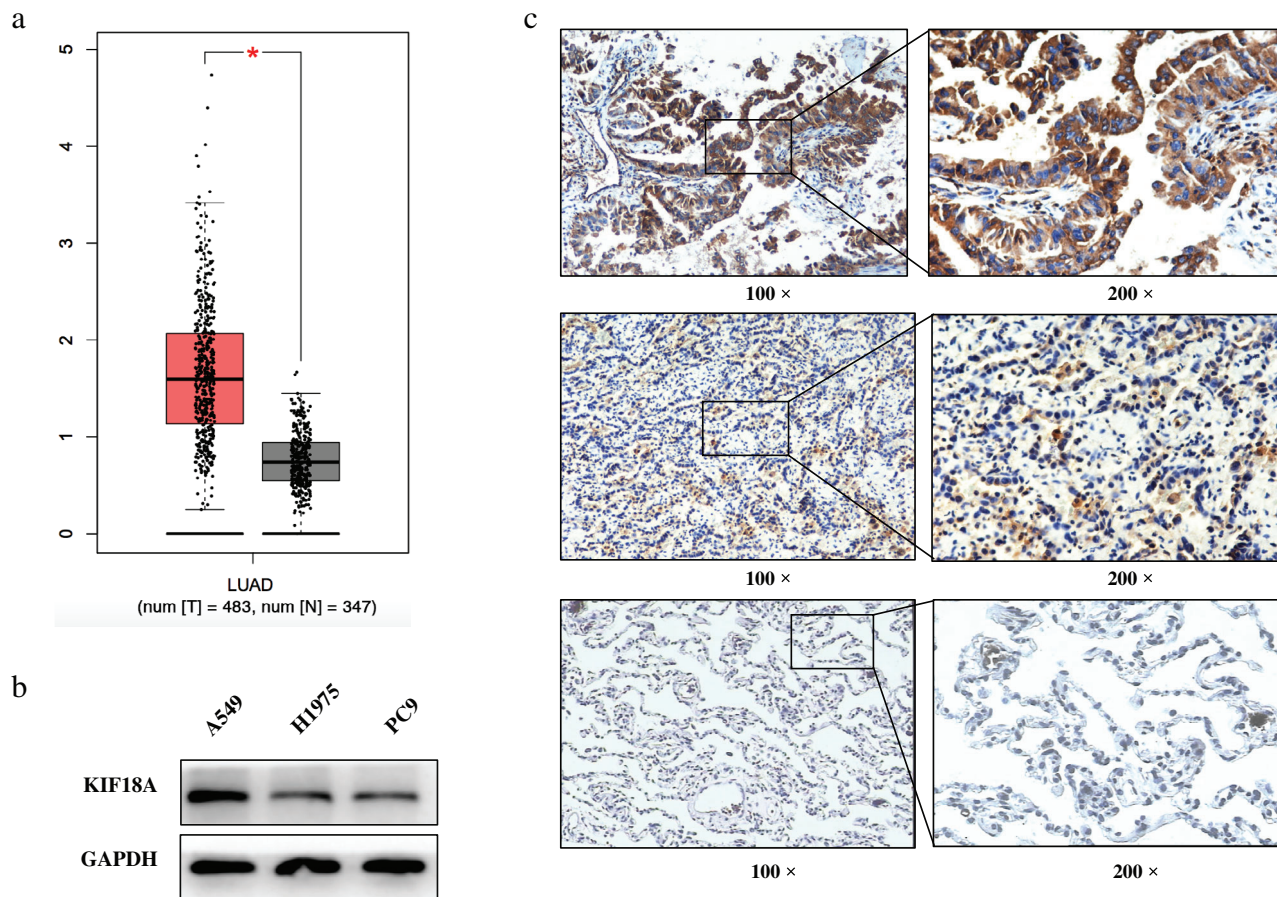 a
5
4
3
2
1
0
*
LUAD
(num [T] = 483, num [N] = 347)
b
A549
H1975
PC9
KIF18A
GAPDH
c
100 ×
200 ×
100 ×
200 ×
100 ×
200 ×